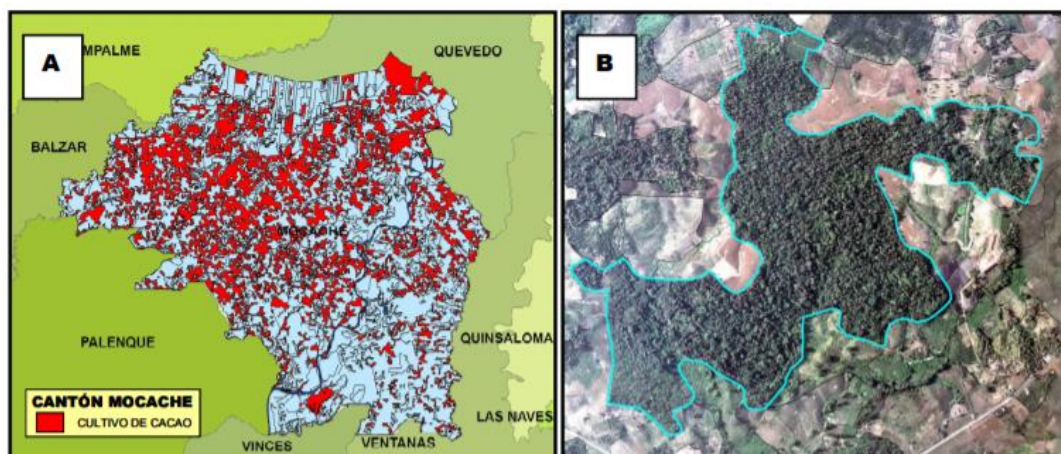 A
MPALME
QUEVEDO
BALZAR
MOCACHE
PALENQUE
QUINSALOMA
CANTÓN MOCACHE
CULTIVO DE CACAO
LAS NAVES
VINCES
VENTANAS
B